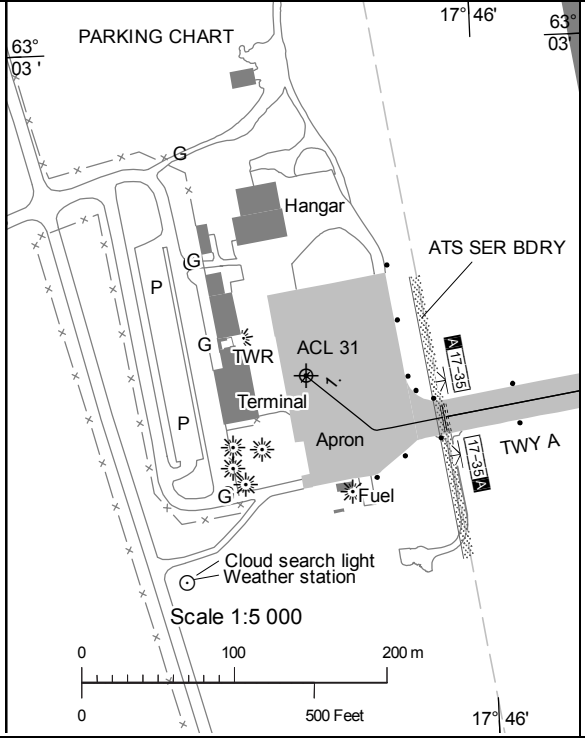 PARKING CHART
17° 46'
63°
03 '
63°
03'
G
Hangar
ATS SER BDRY
G
P
G
TWR
ACL 31
1.
A 17-35
Terminal
P
Apron
TWY A
17-35 A
G
Fuel
Cloud search light
Weather station
Scale 1:5 000
0
100
200 m
0
500 Feet
17° 46'